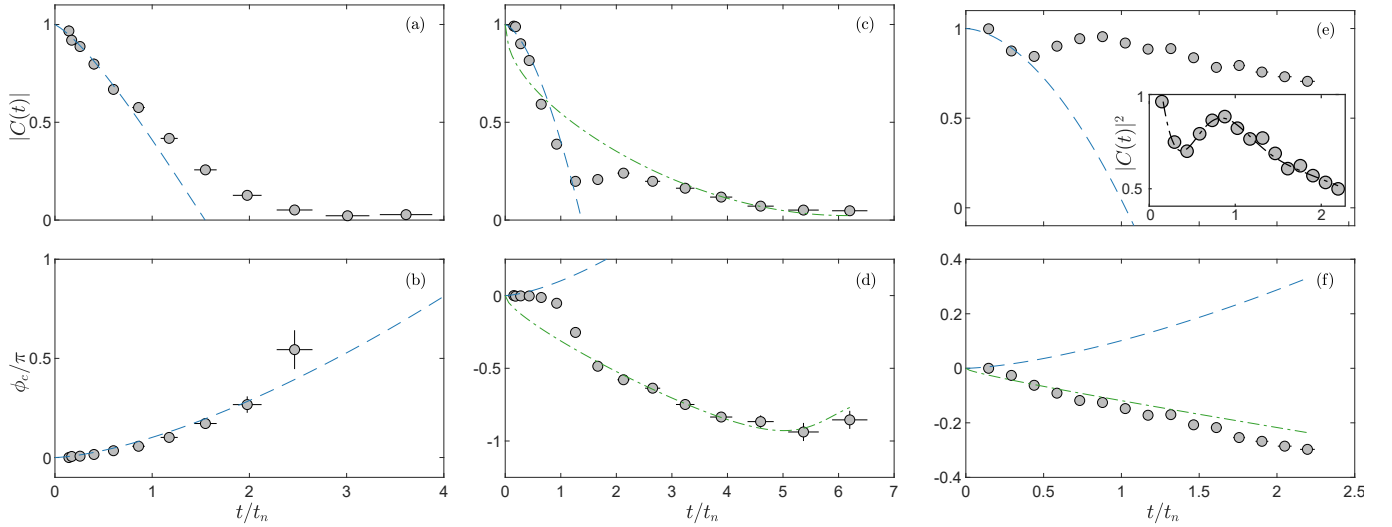 1
(a)
|C(t)|
0.5
0
1
(c)
0.5
0
1
(e)
0.5
0
1
|C(t)|²
0.5
0 1 2
1
(b)
ϕc/π
0.5
0
0 1 2 3 4
t/tn
0
(d)
-0.5
-1
0 1 2 3 4 5 6 7
t/tn
0.4
(f)
0.2
0
-0.2
-0.4
0 0.5 1 1.5 2 2.5
t/tn